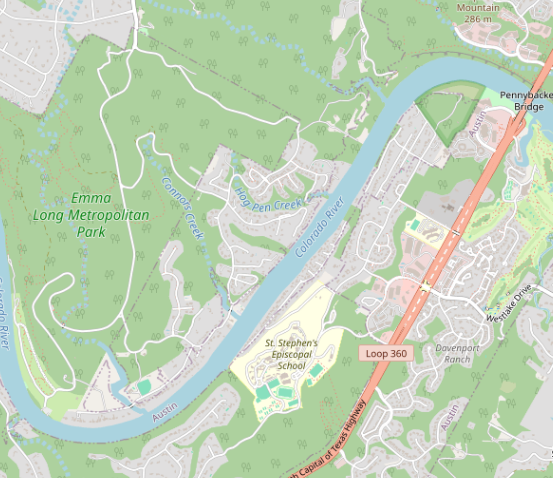 Mountain
286 m
Pennybacke
Bridge
Austin
Connors Creek
Hog Pen Creek
Emma
Long Metropolitan
Park
Colorado River
Colorado River
Westlake Drive
St. Stephen's
Episcopal
School
Loop 360
Davenport
Ranch
Austin
Austin
Capital of Texas Highway